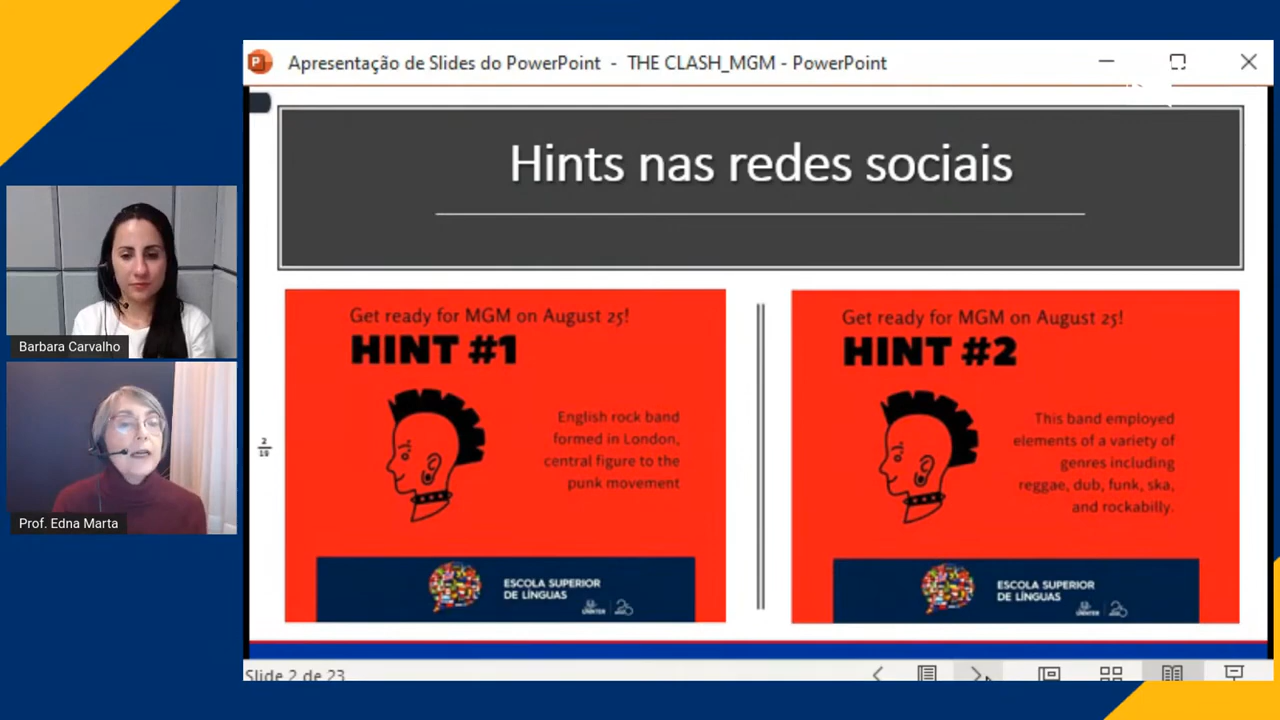 Apresentação de Slides do PowerPoint - THE CLASH_MGM - PowerPoint
Hints nas redes sociais
Barbara Carvalho
Prof. Edna Marta
Get ready for MGM on August 25!
HINT #1
English rock band
formed in London,
central figure to the
punk movement
ESCOLA SUPERIOR
DE LÍNGUAS
UNINTER
Get ready for MGM on August 25!
HINT #2
This band employed
elements of a variety of
genres including
reggae, dub, funk, ska,
and rockabilly.
ESCOLA SUPERIOR
DE LÍNGUAS
UNINTER
2
Slide 2 de 23